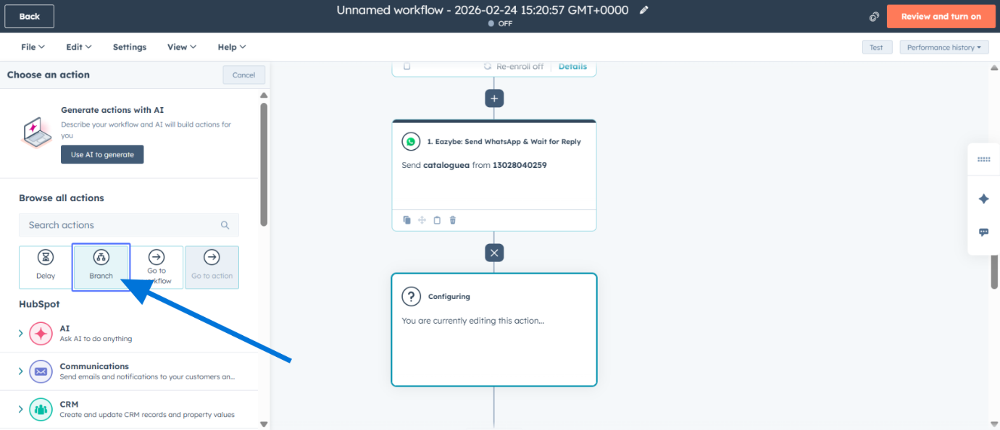 Back
Unnamed workflow - 2026-02-24 15:20:57 GMT+0000
OFF
Review and turn on
File
Edit
Settings
View
Help
Test
Performance history
Choose an action
Cancel
Generate actions with AI
Describe your workflow and AI will build actions for
you
Use AI to generate
Browse all actions
Search actions
Delay
Branch
Go to
Go to action
HubSpot
AI
Ask AI to do anything
Communications
Send emails and notifications to your customers an...
CRM
Create and update CRM records and property values
Re-enroll off
Details
1. Eazybe: Send WhatsApp & Wait for Reply
Send cataloguea from 13028040259
Configuring
You are currently editing this action...